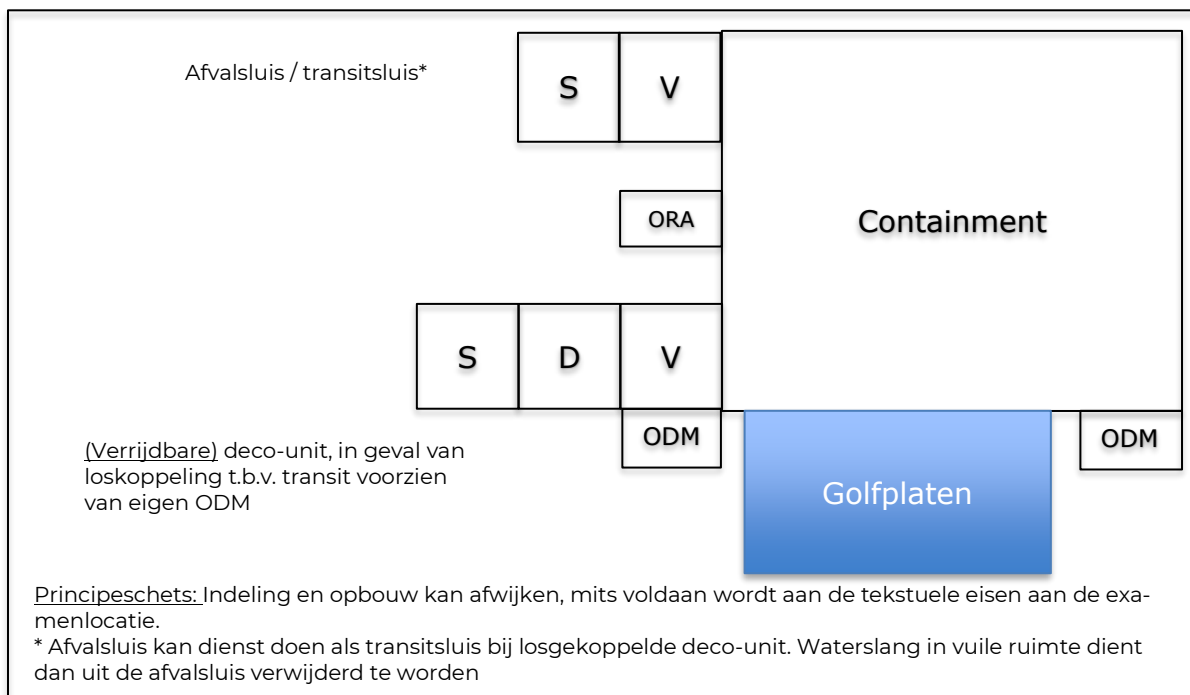 Afvalsluis / transitsluis*
S
V
ORA
Containment
S
D
V
ODM
ODM
(Verrijdbare) deco-unit, in geval van
loskoppeling t.b.v. transit voorzien
van eigen ODM
Golfplaten
Principeschets: Indeling en opbouw kan afwijken, mits voldaan wordt aan de tekstuele eisen aan de exa-
menlocatie.
* Afvalsluis kan dienst doen als transitsluis bij losgekoppelde deco-unit. Waterslang in vuile ruimte dient
dan uit de afvalsluis verwijderd te worden